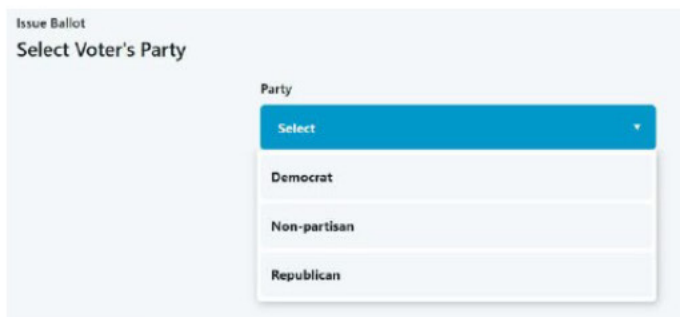 Issue Ballot
Select Voter's Party
Party
Select
Democrat
Non-partisan
Republican